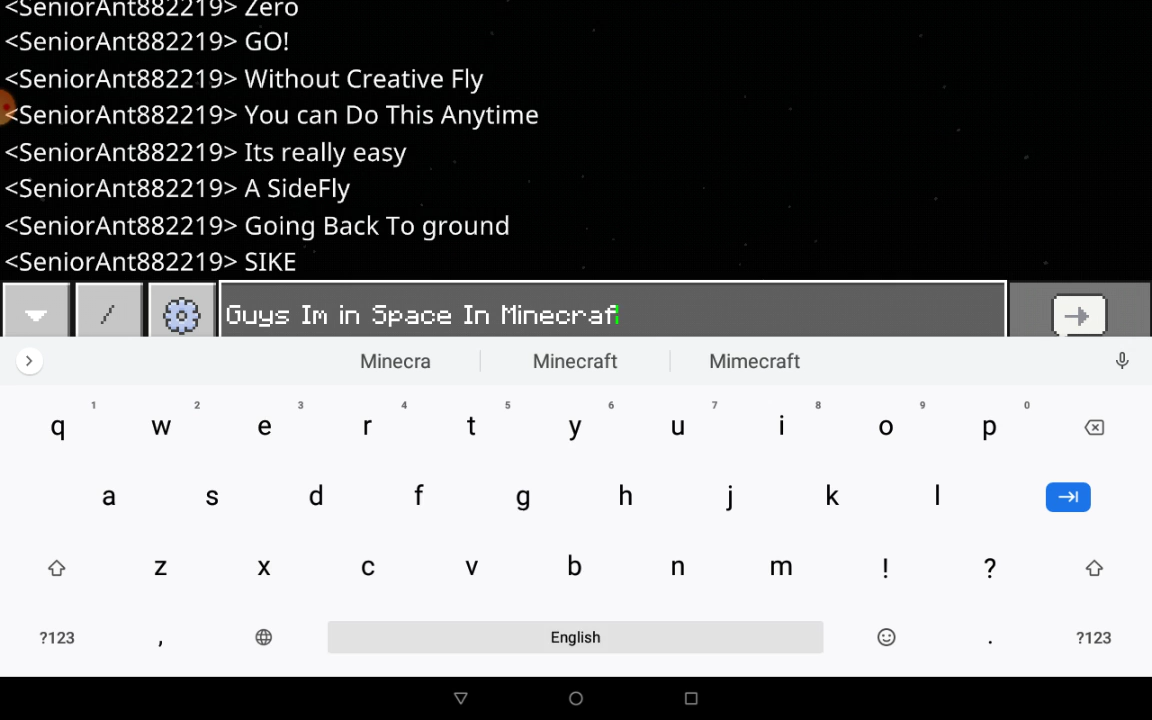 <SeniorAnt882219> Zero
<SeniorAnt882219> GO!
<SeniorAnt882219> Without Creative Fly
<SeniorAnt882219> You can Do This Anytime
<SeniorAnt882219> Its really easy
<SeniorAnt882219> A SideFly
<SeniorAnt882219> Going Back To ground
<SeniorAnt882219> SIKE
/ Guys Im in Space In Minecraf
Minecra Minecraft Mimecraft
1 2 3 4 5 6 7 8 9 0
q w e r t y u i o p
a s d f g h j k l
z x c v b n m ! ?
?123 , English . ?123